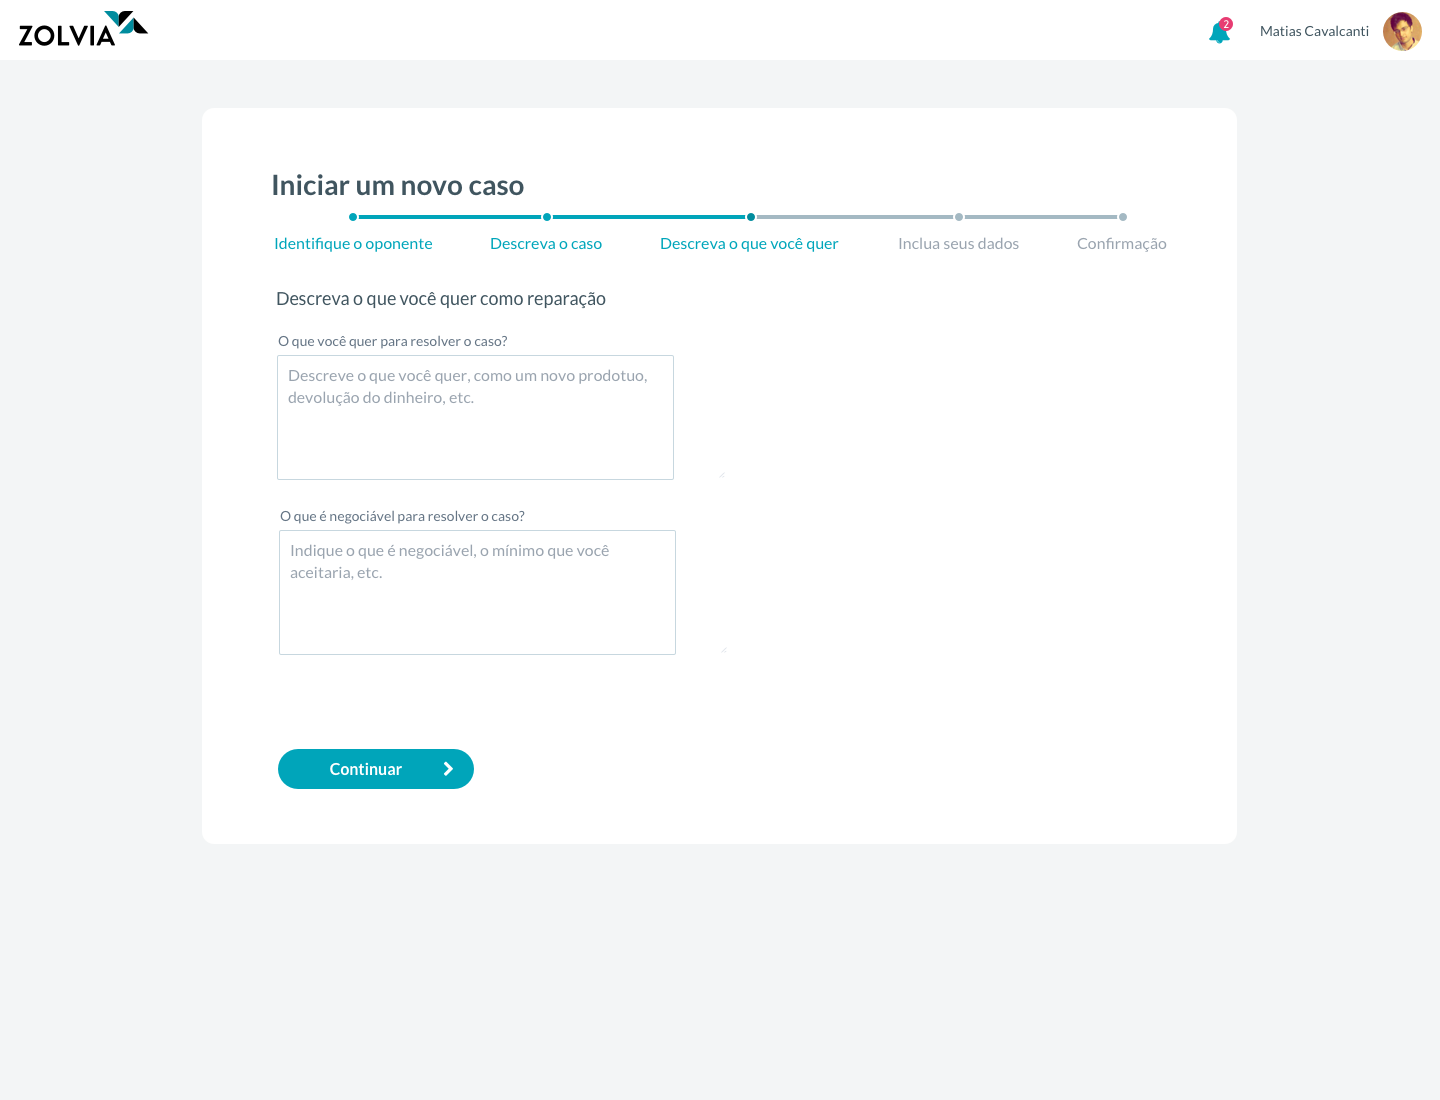 ZOLVIA
2
Matias Cavalcanti
Iniciar um novo caso
Identifique o oponente
Descreva o caso
Descreva o que você quer
Inclua seus dados
Confirmação
Descreva o que você quer como reparação
O que você quer para resolver o caso?
Descreve o que você quer, como um novo prodotuo,
devolução do dinheiro, etc.
O que é negociável para resolver o caso?
Indique o que é negociável, o mínimo que você
aceitaria, etc.
Continuar